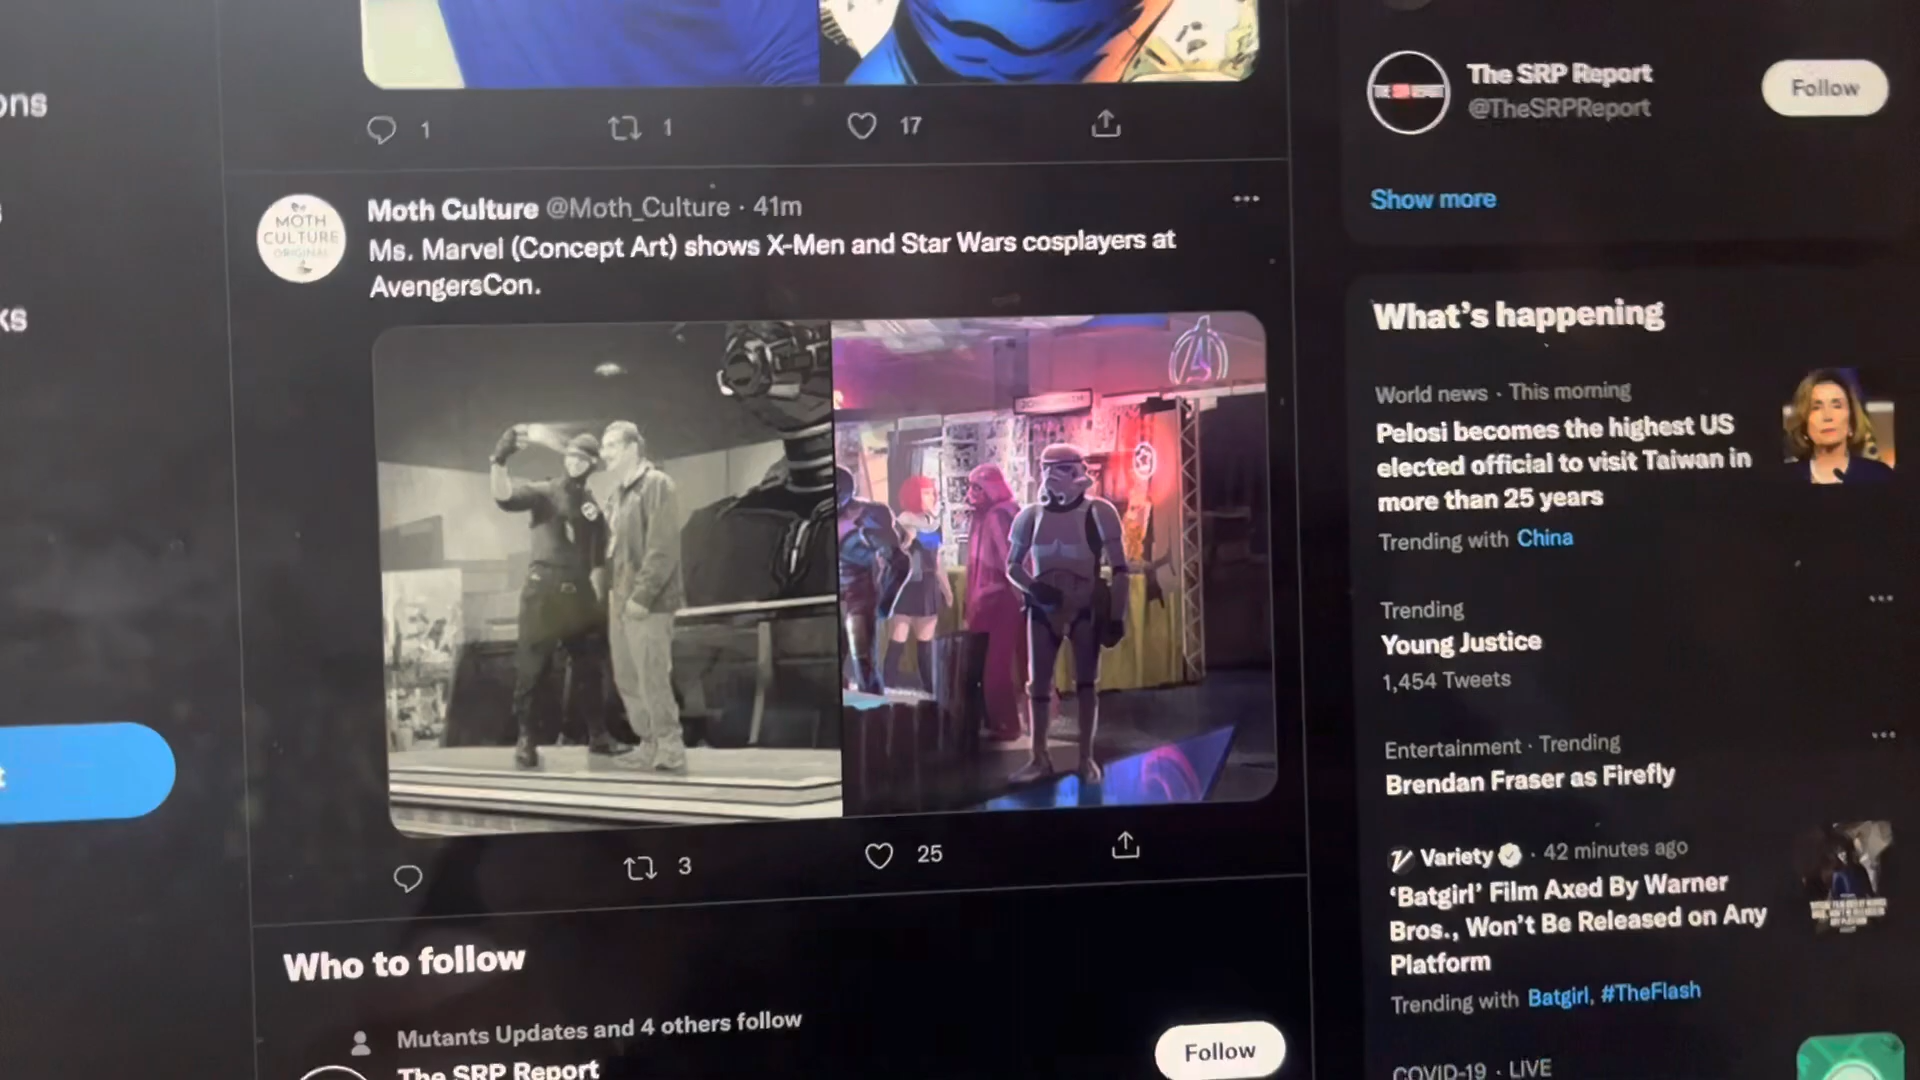 ons
1
1
17
MOTH
CULTURE
ORIGINAL
Moth Culture @Moth_Culture · 41m
Ms. Marvel (Concept Art) shows X-Men and Star Wars cosplayers at
AvengersCon.
3
25
Who to follow
Mutants Updates and 4 others follow
The SRP Report
Follow
The SRP Report
@TheSRPReport
Follow
Show more
What's happening
World news · This morning
Pelosi becomes the highest US
elected official to visit Taiwan in
more than 25 years
Trending with China
Trending
Young Justice
1,454 Tweets
Entertainment · Trending
Brendan Fraser as Firefly
Variety · 42 minutes ago
‘Batgirl’ Film Axed By Warner
Bros., Won't Be Released on Any
Platform
Trending with Batgirl, #TheFlash
COVID-19 · LIVE